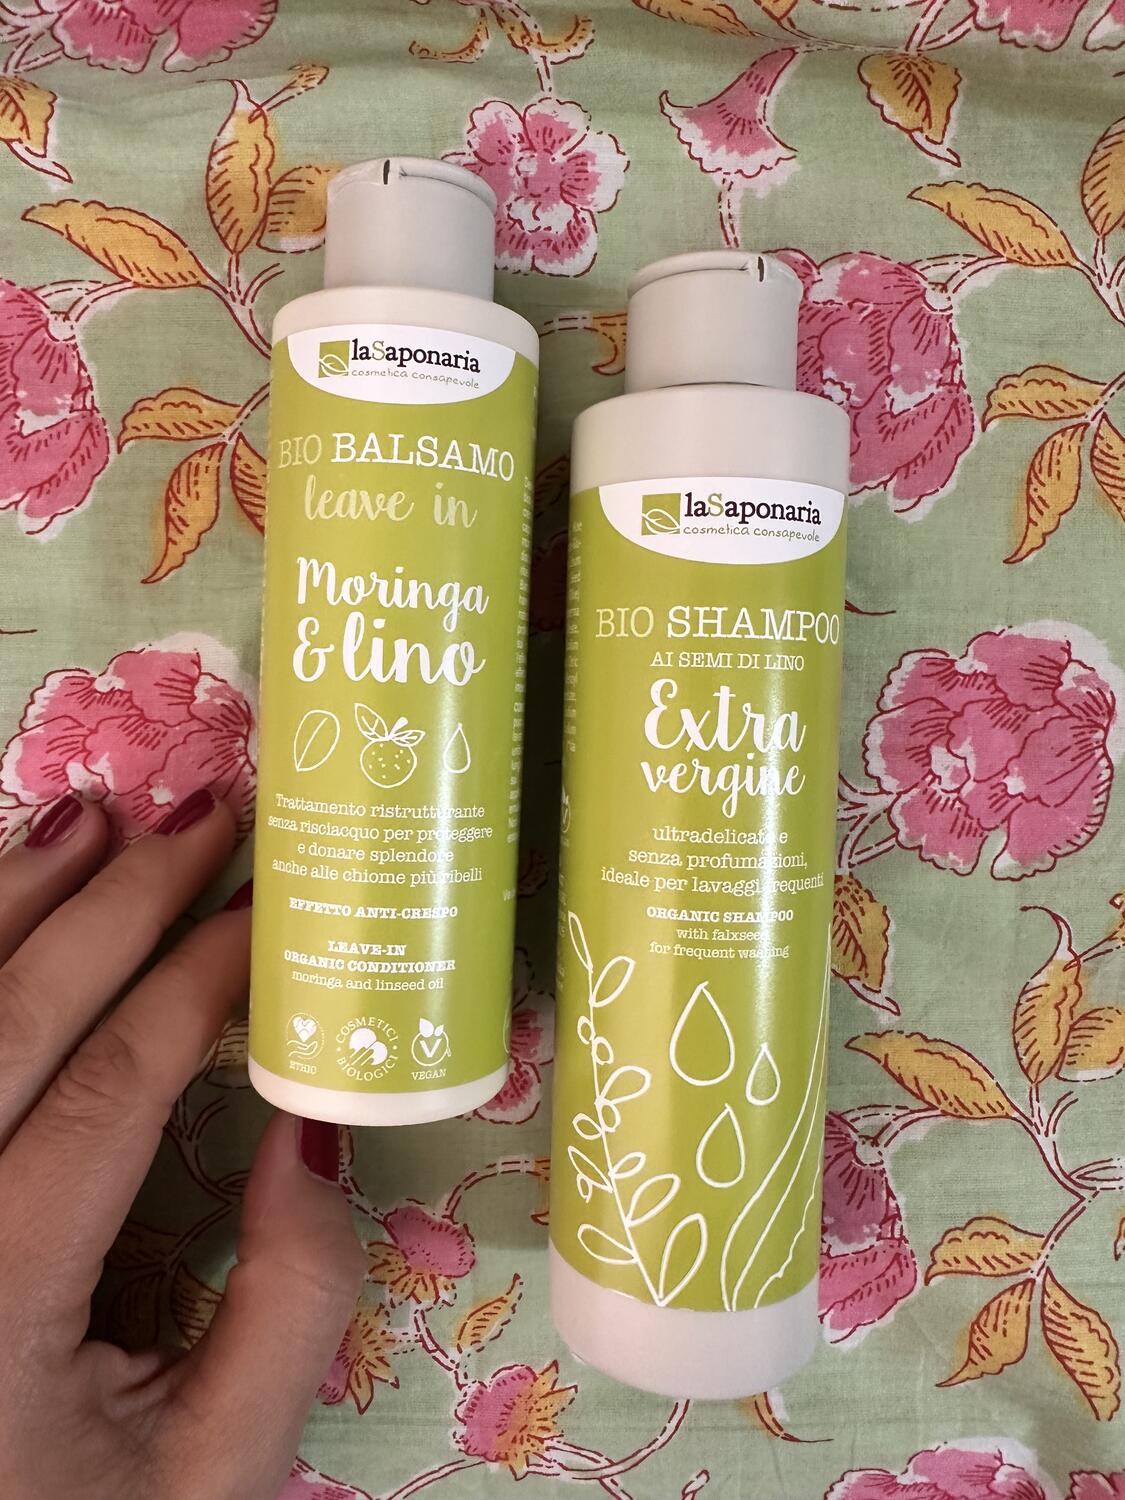 laSaponaria
cosmetica consapevole
BIO BALSAMO
leave in
Moringa
& lino
Trattamento ristrutturante
senza risciacquo per proteggere
e donare splendore
anche alle chiome più ribelli
EFFETTO ANTI-CRESPO
LEAVE-IN
ORGANIC CONDITIONER
moringa and linseed oil
ETHIC
COSMETICI BIOLOGICI
VEGAN
laSaponaria
cosmetica consapevole
BIO SHAMPOO
AI SEMI DI LINO
Extra
vergine
ultradelicato e
senza profumazioni,
ideale per lavaggi frequenti
ORGANIC SHAMPOO
with falxseed
for frequent washing